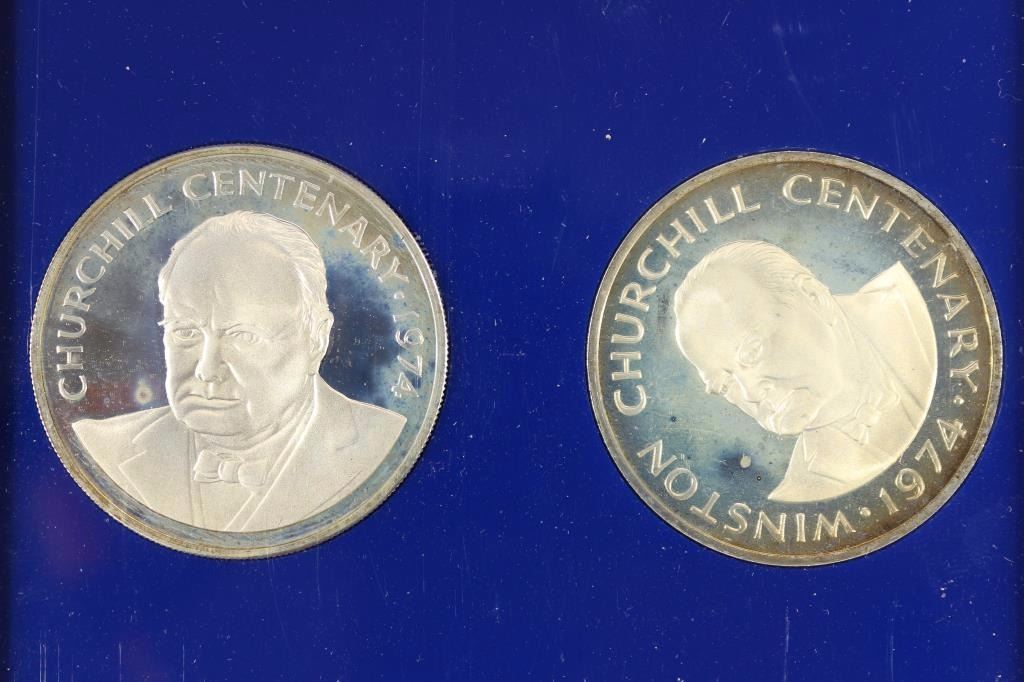 CHURCHILL CENTENARY · 1974
WINSTON CHURCHILL CENTENARY · 1974 ·